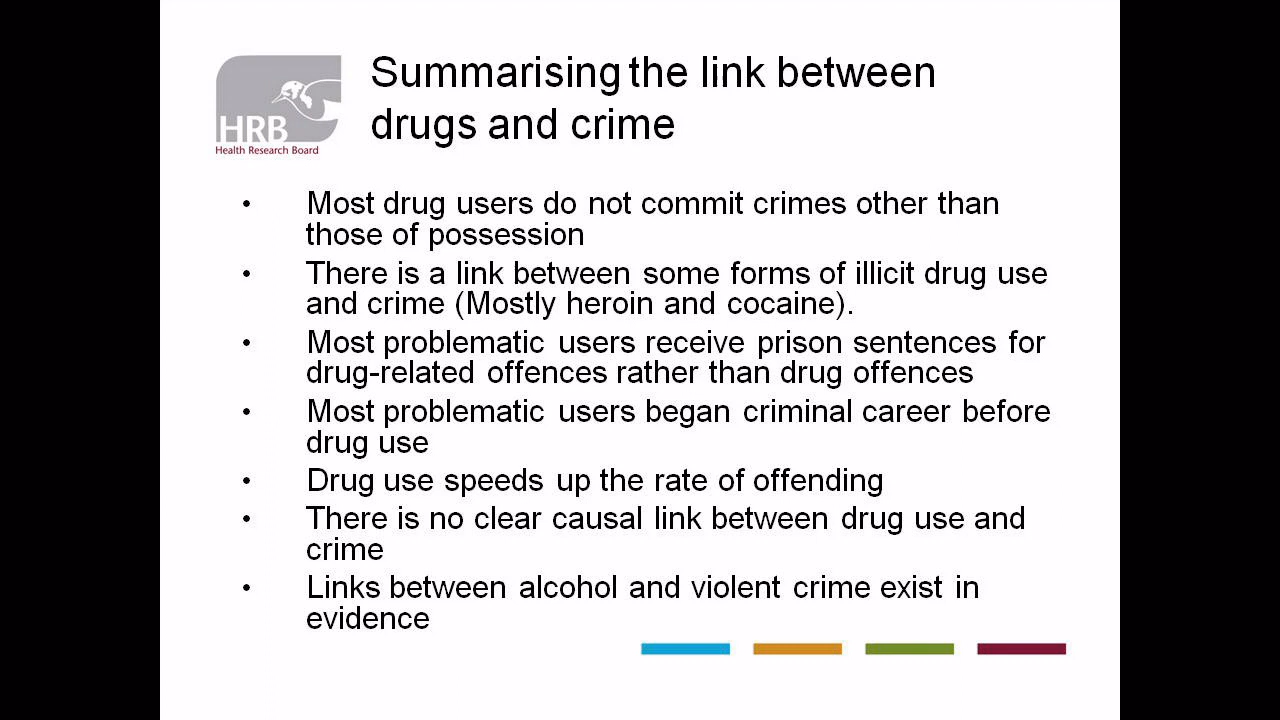 Summarising the link between
drugs and crime
HRB
Health Research Board
• Most drug users do not commit crimes other than
those of possession
• There is a link between some forms of illicit drug use
and crime (Mostly heroin and cocaine).
• Most problematic users receive prison sentences for
drug-related offences rather than drug offences
• Most problematic users began criminal career before
drug use
• Drug use speeds up the rate of offending
• There is no clear causal link between drug use and
crime
• Links between alcohol and violent crime exist in
evidence